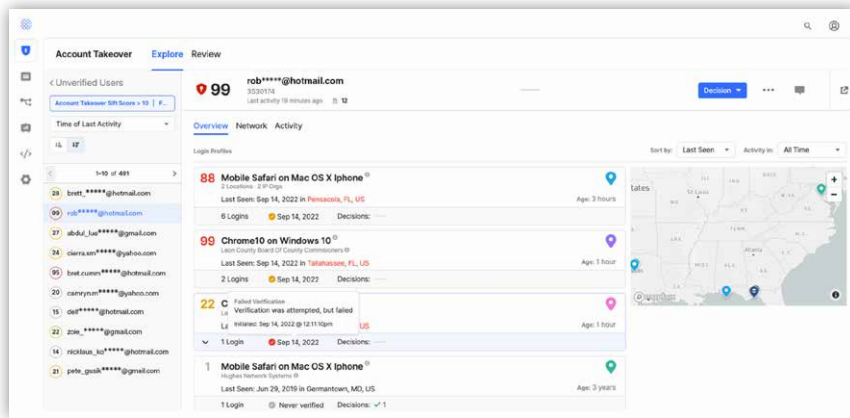 Account Takeover
Explore
Review
< Unverified Users
Account Takeover Sift Score > 10 | F...
Time of Last Activity
1-10 of 491
28 brett_*****@hotmail.com
99 rob*****@hotmail.com
27 abdul_lus*****@gmail.com
24 cierra.sm*****@yahoo.com
95 bret.cumm*****@hotmail.com
20 camryn.m*****@yahoo.com
15 dell*****@hotmail.com
22 zoie_*****@gmail.com
14 nicklaus_ko*****@hotmail.com
21 pete_gusik*****@gmail.com
99 rob*****@hotmail.com
3530174
Last activity 19 minutes ago 12
Decision
Overview Network Activity
Login Profiles
Sort by: Last Seen Activity in: All Time
88 Mobile Safari on Mac OS X Iphone
2 Locations · 2 IP Orgs
Last Seen: Sep 14, 2022 in Pensacola, FL, US
Age: 3 hours
6 Logins Sep 14, 2022 Decisions:
99 Chrome10 on Windows 10
Leon County Board Of County Commissioners
Last Seen: Sep 14, 2022 in Tallahassee, FL, US
Age: 1 hour
2 Logins Sep 14, 2022 Decisions:
22 C
Failed Verification
Verification was attempted, but failed
Initiated: Sep 14, 2022 @ 12:11:10pm
US
Age: 1 hour
1 Login Sep 14, 2022 Decisions:
1 Mobile Safari on Mac OS X Iphone
Hughes Network Systems
Last Seen: Jun 29, 2019 in Germantown, MD, US
Age: 3 years
1 Login Never verified Decisions: ✓ 1
tates
St Louis
Atlanta
mapbox
+
−